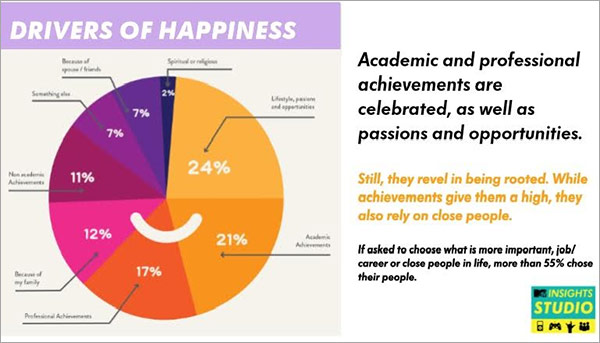 DRIVERS OF HAPPINESS
Because of
spouse / friends
Spiritual or religious
Something else
Lifestyle, passions
and opportunities
2%
7%
7%
24%
Non academic
Achievements
11%
12%
21%
Academic
Achievements
17%
Because of
my family
Professional Achievements
Academic and professional
achievements are
celebrated, as well as
passions and opportunities.
Still, they revel in being rooted. While
achievements give them a high, they
also rely on close people.
If asked to choose what is more important, job/
career or close people in life, more than 55% chose
their people.
INSIGHTS
STUDIO